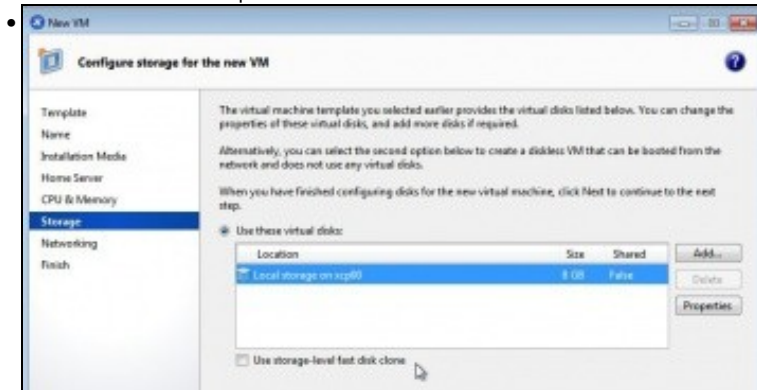 New VM
Configure storage for the new VM
Template
Name
Installation Media
Home Server
CPU & Memory
Storage
Networking
Finish
The virtual machine template you selected earlier provides the virtual disks listed below. You can change the
properties of these virtual disks, and add more disks if required.
Alternatively, you can select the second option below to create a diskless VM that can be booted from the
network and does not use any virtual disks.
When you have finished configuring disks for the new virtual machine, click Next to continue to the next
step.
Use these virtual disks:
Location Size Shared
Local storage on xcp00 8 GB False
Add...
Delete
Properties
Use storage-level fast disk clone